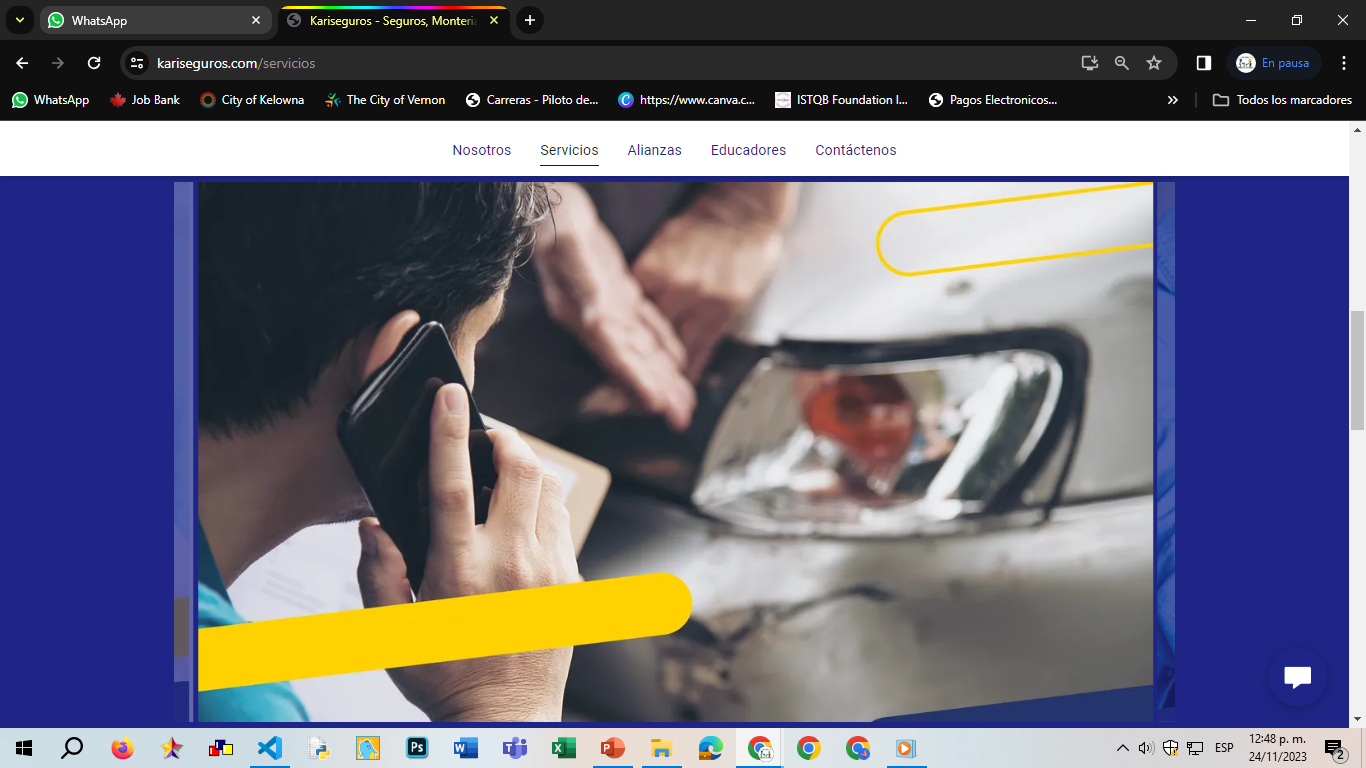 WhatsApp
Kariseguros - Seguros, Monteria
kariseguros.com/servicios
En pausa
WhatsApp
Job Bank
City of Kelowna
The City of Vernon
Carreras - Piloto de...
https://www.canva.c...
ISTQB Foundation l...
Pagos Electronicos...
Todos los marcadores
Nosotros
Servicios
Alianzas
Educadores
Contáctenos
Ps
ESP
12:48 p. m.
24/11/2023
2